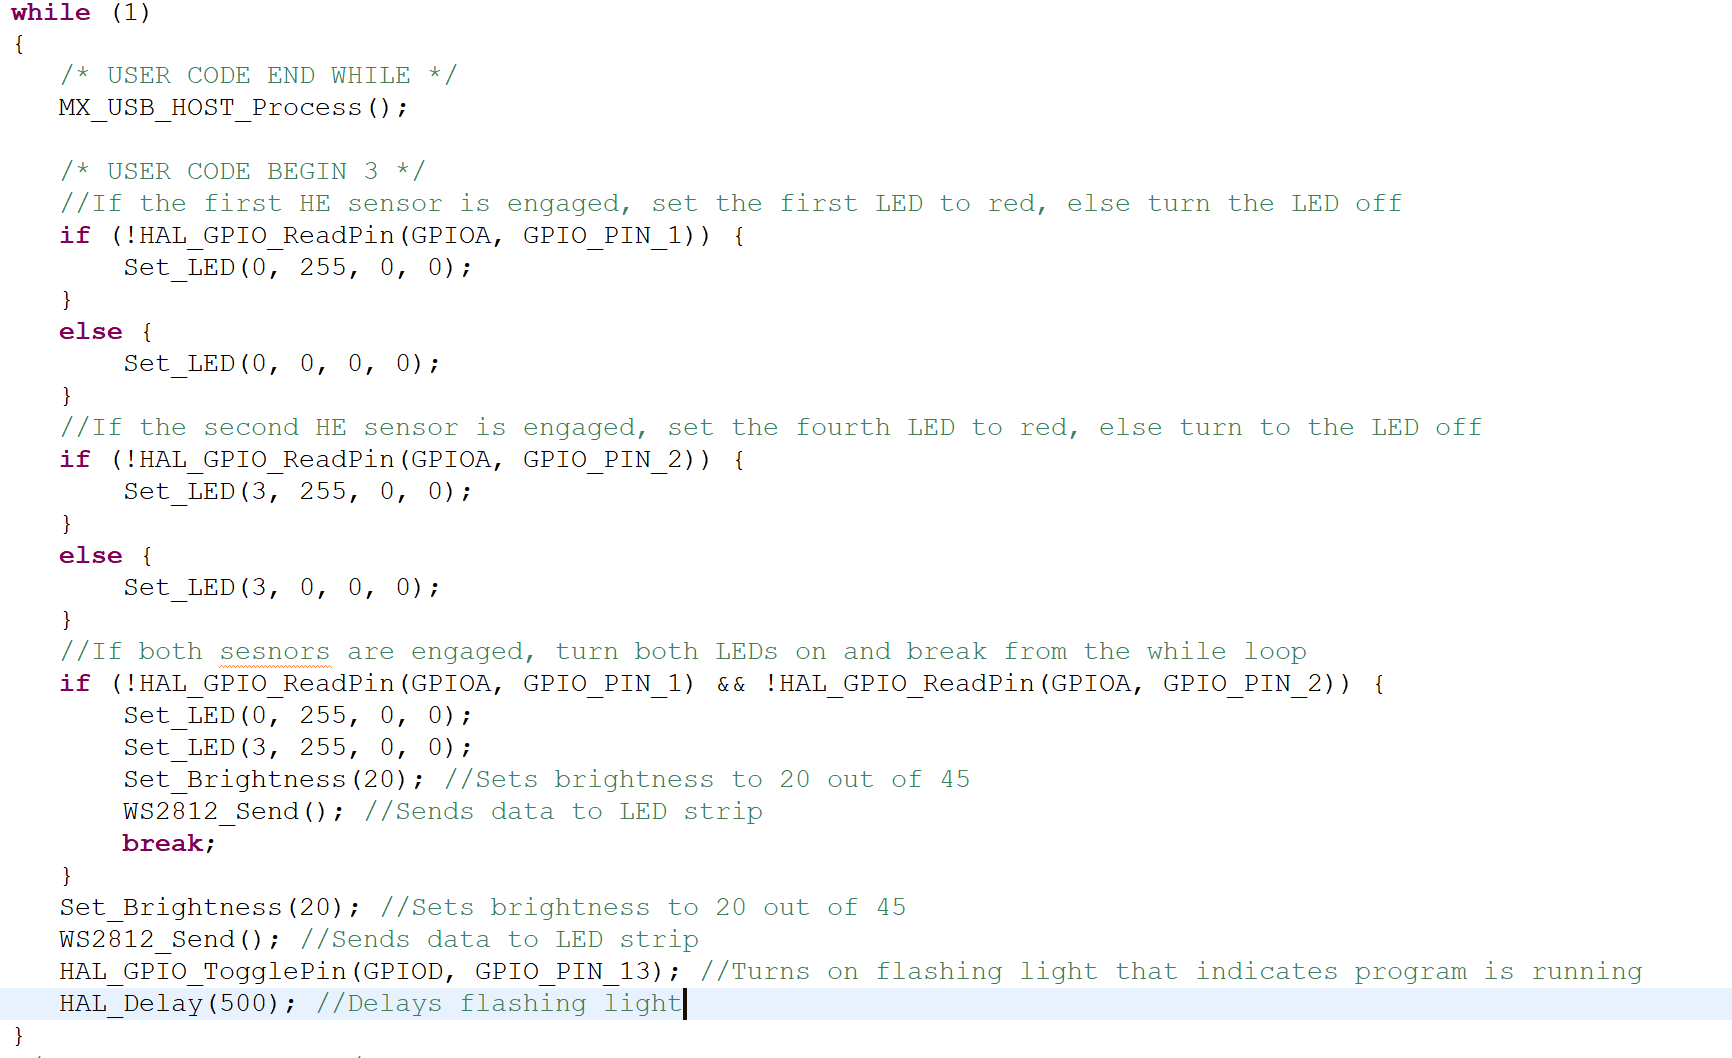 while (1)
{
/* USER CODE END WHILE */
MX_USB_HOST_Process();
/* USER CODE BEGIN 3 */
//If the first HE sensor is engaged, set the first LED to red, else turn the LED off
if (!HAL_GPIO_ReadPin(GPIOA, GPIO_PIN_1)) {
Set_LED(0, 255, 0, 0);
}
else {
Set_LED(0, 0, 0, 0);
}
//If the second HE sensor is engaged, set the fourth LED to red, else turn to the LED off
if (!HAL_GPIO_ReadPin(GPIOA, GPIO_PIN_2)) {
Set_LED(3, 255, 0, 0);
}
else {
Set_LED(3, 0, 0, 0);
}
//If both sesnors are engaged, turn both LEDs on and break from the while loop
if (!HAL_GPIO_ReadPin(GPIOA, GPIO_PIN_1) && !HAL_GPIO_ReadPin(GPIOA, GPIO_PIN_2)) {
Set_LED(0, 255, 0, 0);
Set_LED(3, 255, 0, 0);
Set_Brightness(20); //Sets brightness to 20 out of 45
WS2812_Send(); //Sends data to LED strip
break;
}
Set_Brightness(20); //Sets brightness to 20 out of 45
WS2812_Send(); //Sends data to LED strip
HAL_GPIO_TogglePin(GPIOD, GPIO_PIN_13); //Turns on flashing light that indicates program is running
HAL_Delay(500); //Delays flashing light
}